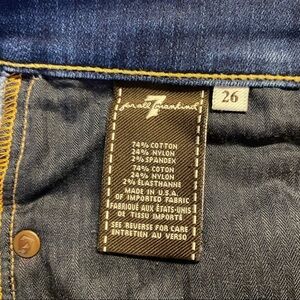 7
for all mankind
26
74% COTTON
24% NYLON
2% SPANDEX
74% COTON
24% NYLON
2% ÉLASTHANNE
MADE IN U.S.A.
OF IMPORTED FABRIC
FABRIQUÉ AUX ÉTATS-UNIS
DE TISSU IMPORTÉ
SEE REVERSE FOR CARE
ENTRETIEN AU VERSO